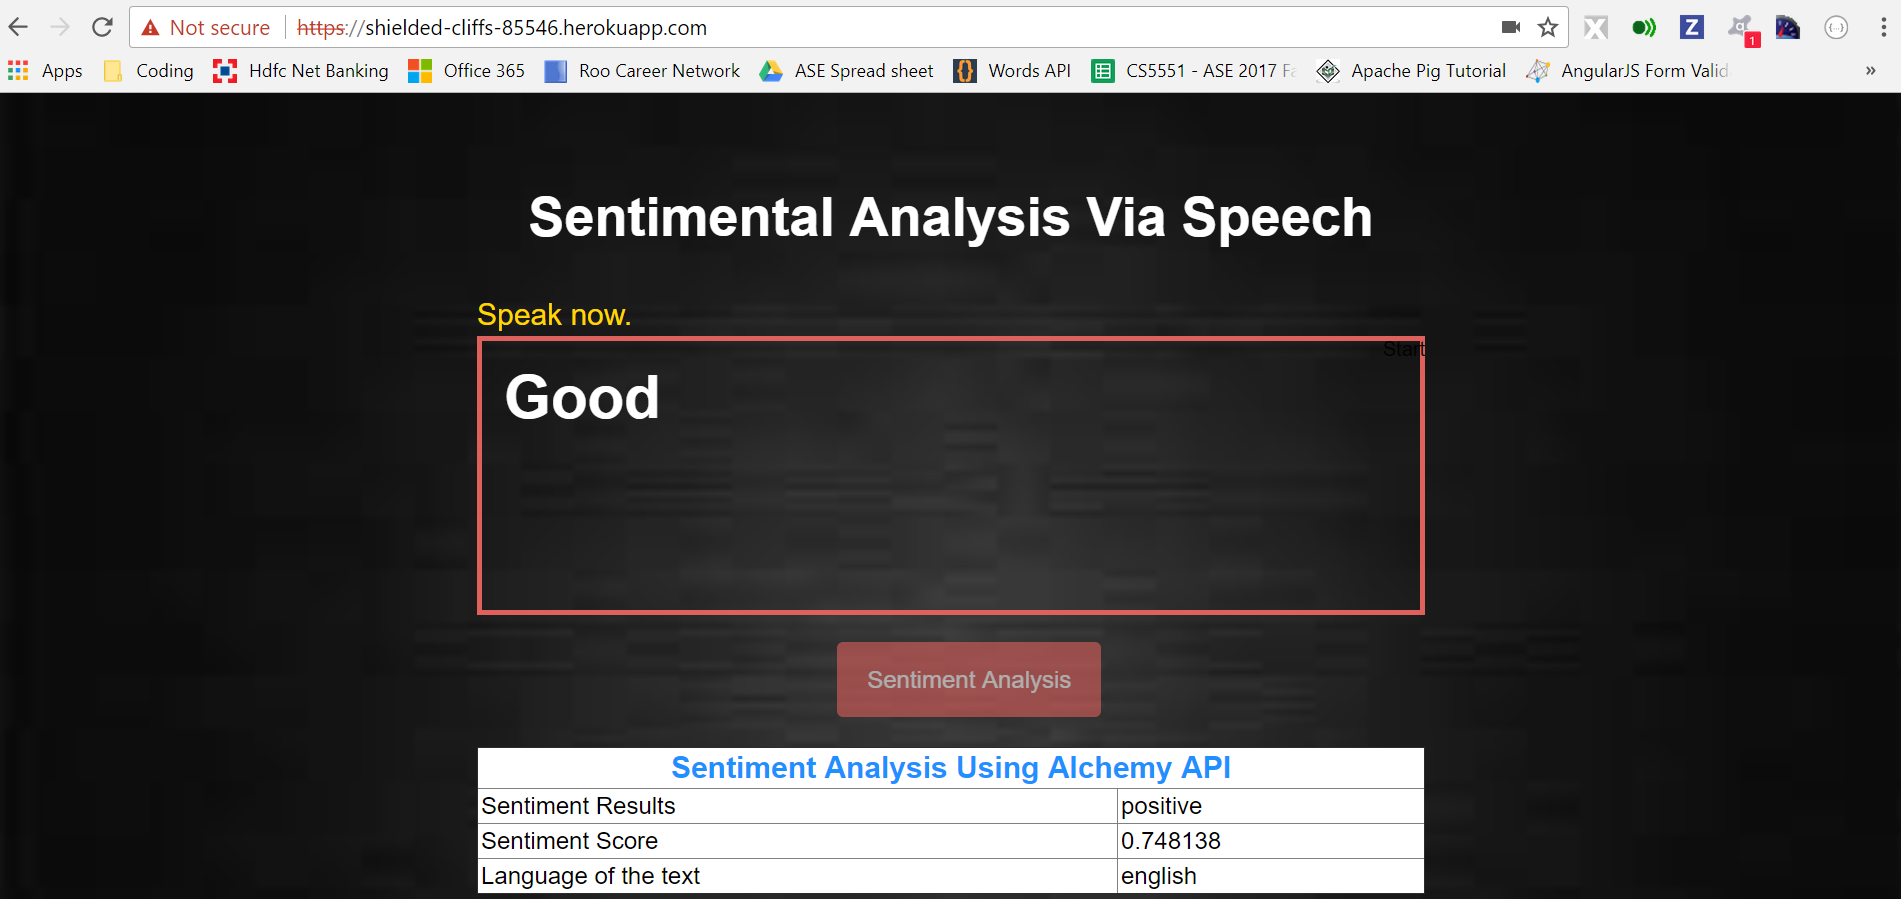 Not secure https://shielded-cliffs-85546.herokuapp.com
Z 1 {···}
Apps Coding Hdfc Net Banking Office 365 Roo Career Network ASE Spread sheet Words API CS5551 - ASE 2017 Fa Apache Pig Tutorial AngularJS Form Valid »
Sentimental Analysis Via Speech
Speak now.
Start
Good
Sentiment Analysis
Sentiment Analysis Using Alchemy API
Sentiment Results positive
Sentiment Score 0.748138
Language of the text english